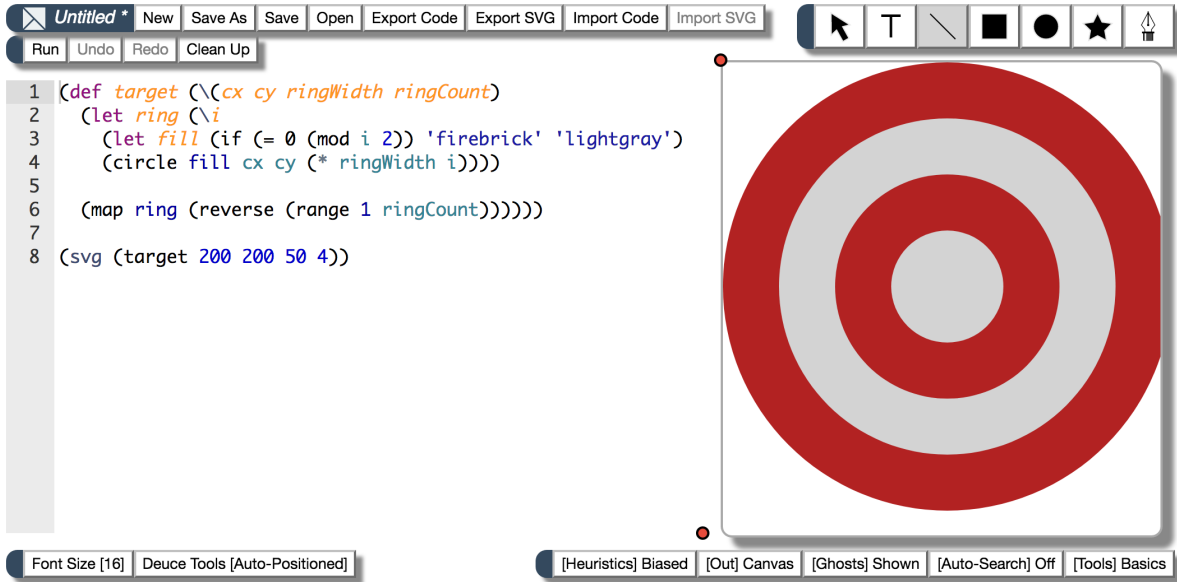 Untitled * New Save As Save Open Export Code Export SVG Import Code Import SVG
Run Undo Redo Clean Up
T
1 (def target (\(cx cy ringWidth ringCount)
2 (let ring (\i
3 (let fill (if (= 0 (mod i 2)) 'firebrick' 'lightgray')
4 (circle fill cx cy (* ringWidth i))))
5
6 (map ring (reverse (range 1 ringCount))))))
7
8 (svg (target 200 200 50 4))
Font Size [16] Deuce Tools [Auto-Positioned] [Heuristics] Biased [Out] Canvas [Ghosts] Shown [Auto-Search] Off [Tools] Basics